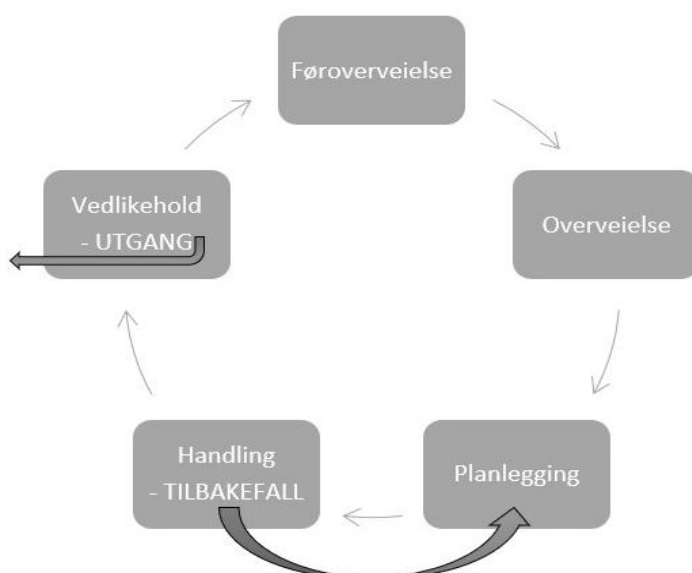 Føroverveielse
Overveielse
Planlegging
Handling
- TILBAKEFALL
Vedlikehold
- UTGANG